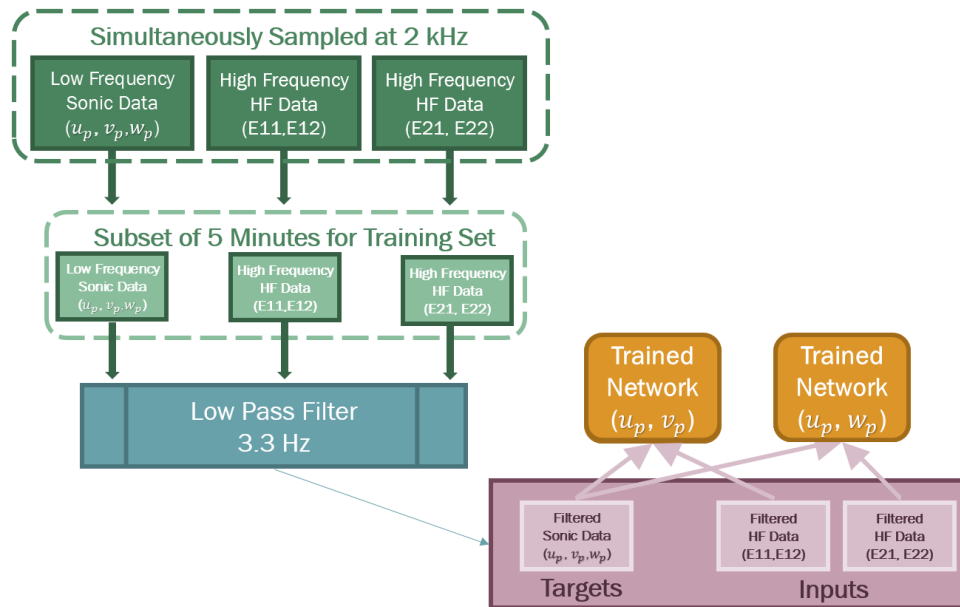 Simultaneously Sampled at 2 kHz
Low Frequency
Sonic Data
(u_p, v_p,w_p)
High Frequency
HF Data
(E11,E12)
High Frequency
HF Data
(E21, E22)
Subset of 5 Minutes for Training Set
Low Frequency
Sonic Data
(u_p, v_p,w_p)
High Frequency
HF Data
(E11,E12)
High Frequency
HF Data
(E21, E22)
Low Pass Filter
3.3 Hz
Trained
Network
(u_p, v_p)
Trained
Network
(u_p, w_p)
Filtered
Sonic Data
(u_p, v_p,w_p)
Filtered
HF Data
(E11,E12)
Filtered
HF Data
(E21, E22)
Targets
Inputs